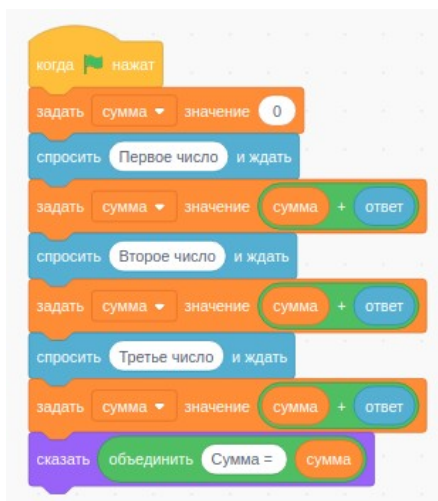 когда нажат
задать сумма значение 0
спросить Первое число и ждать
задать сумма значение сумма + ответ
спросить Второе число и ждать
задать сумма значение сумма + ответ
спросить Третье число и ждать
задать сумма значение сумма + ответ
сказать объединить Сумма = сумма